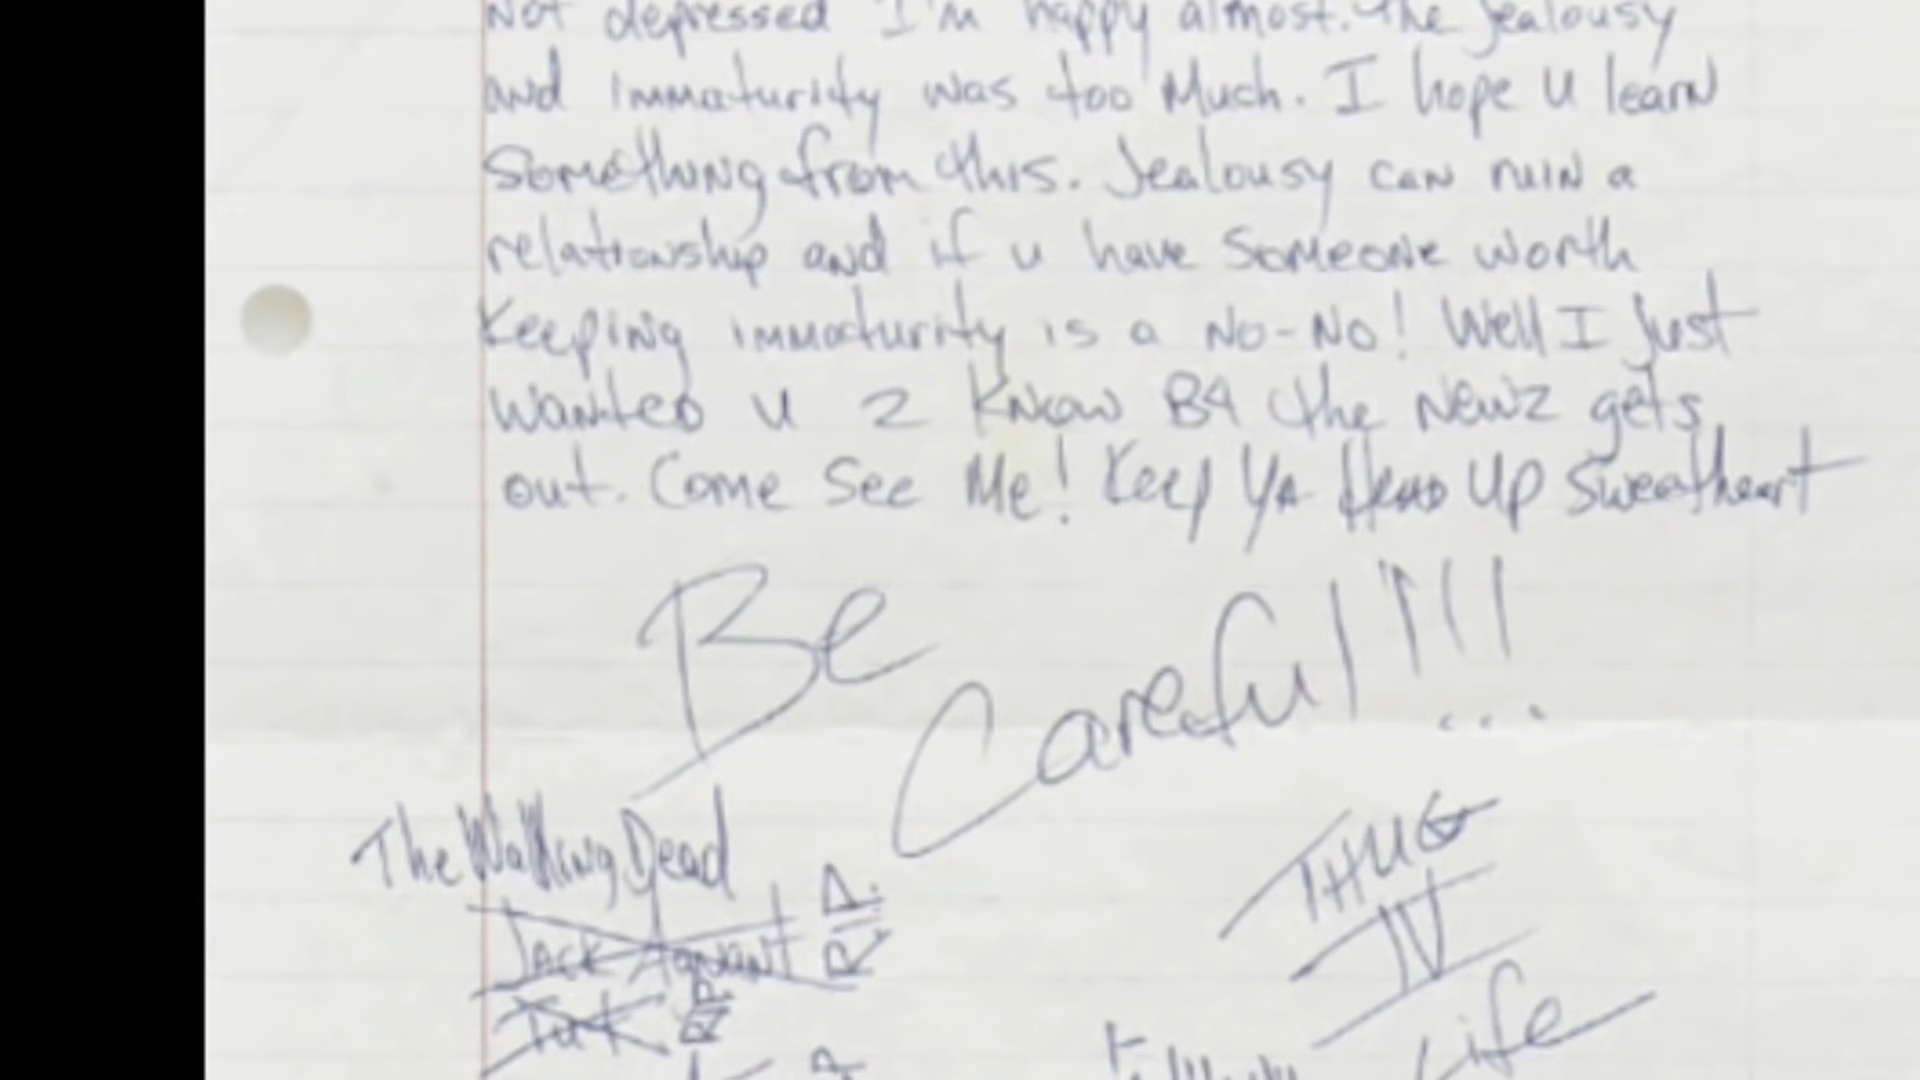 Not depressed I'm happy almost. The Jealousy
and immaturity was too Much. I hope u learn
Something from this. Jealousy can ruin a
relationship and if u have Someone worth
Keeping immaturity is a No-No! Well I Just
Wanted u 2 Know B4 the Newz gets
out. Come See Me! Keep Ya Head Up Sweetheart
Be
Careful!!!
The Walking Dead
Jack Agnant R.I.P.
RIP
THUG
IV
Life